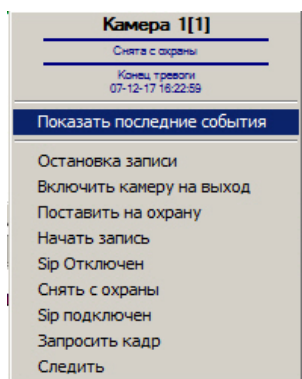 Камера 1[1]
Снята с охраны
Конец тревоги
07-12-17 16:22:59
Показать последние события
Остановка записи
Включить камеру на выход
Поставить на охрану
Начать запись
Sip Отключен
Снять с охраны
Sip подключен
Запросить кадр
Следить